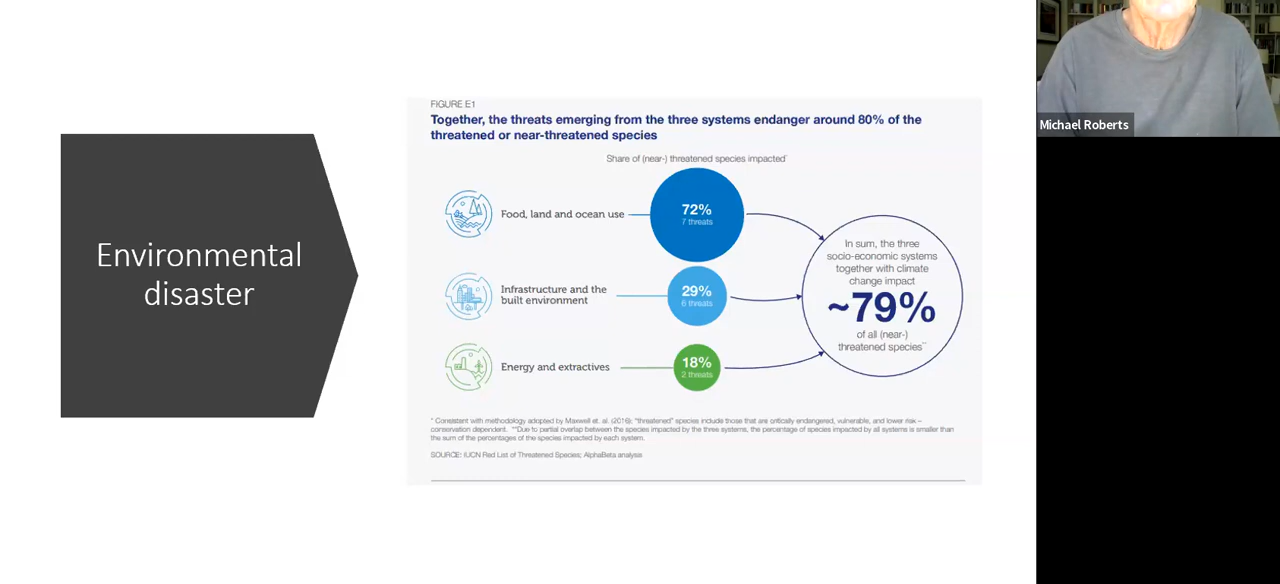 Environmental
disaster
FIGURE E1
Together, the threats emerging from the three systems endanger around 80% of the
threatened or near-threatened species
Share of (near-) threatened species impacted*
Food, land and ocean use
72%
7 threats
Infrastructure and the
built environment
29%
6 threats
Energy and extractives
18%
2 threats
In sum, the three
socio-economic systems
together with climate
change impact
~79%
of all (near-)
threatened species**
* Consistent with methodology adopted by Maxwell et. al. (2016); "threatened" species include those that are critically endangered, vulnerable, and lower risk –
conservation dependent. **Due to partial overlap between the species impacted by the three systems, the percentage of species impacted by all systems is smaller than
the sum of the percentages of the species impacted by each system.
SOURCE: IUCN Red List of Threatened Species; AlphaBeta analysis
Michael Roberts